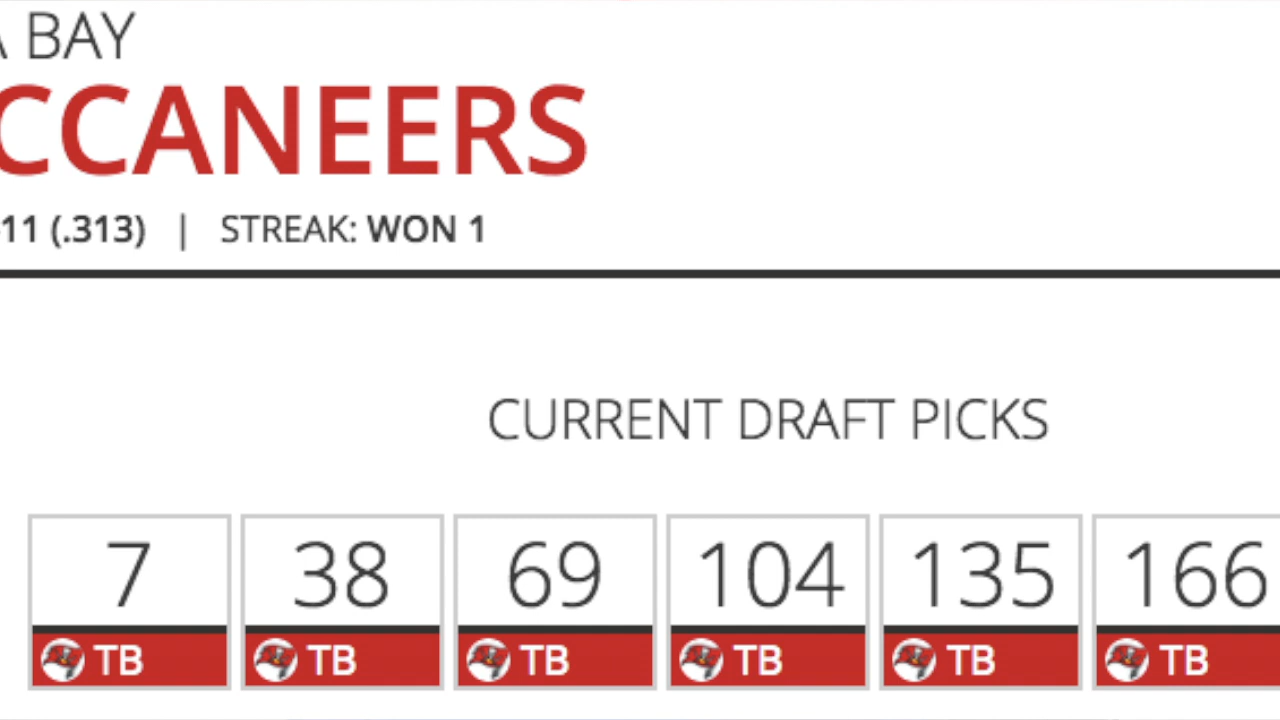 A BAY
CCANEERS
-11 (.313) | STREAK: WON 1
CURRENT DRAFT PICKS
7 38 69 104 135 166
TB TB TB TB TB TB